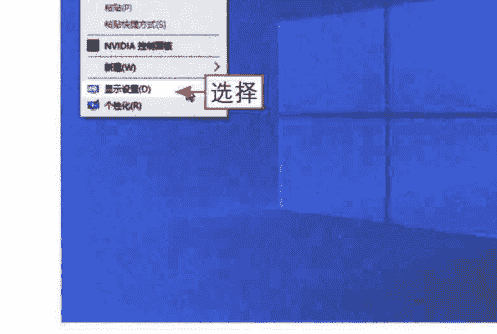 粘贴(P)
粘贴快捷方式(S)
NVIDIA 控制面板
新建(W)
显示设置(D)
选择
个性化(R)